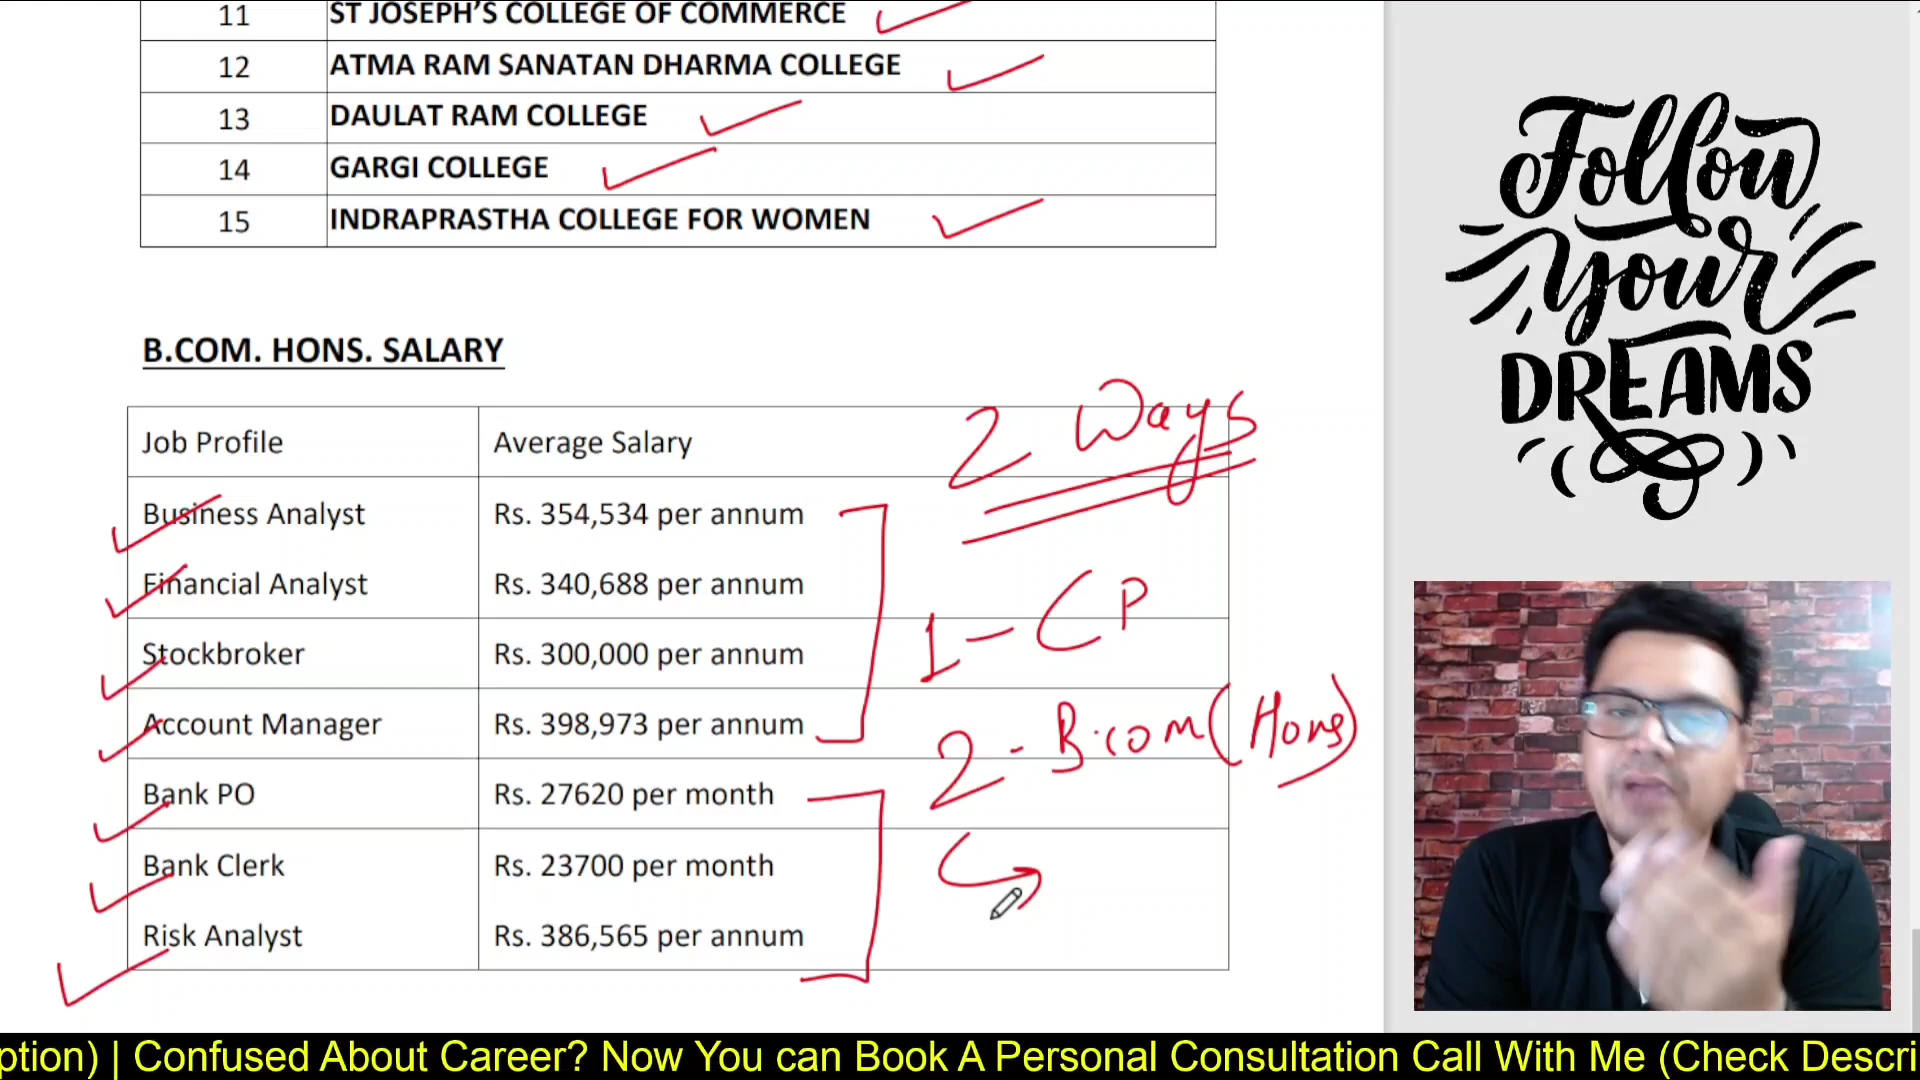 11 ST JOSEPH'S COLLEGE OF COMMERCE
12 ATMA RAM SANATAN DHARMA COLLEGE
13 DAULAT RAM COLLEGE
14 GARGI COLLEGE
15 INDRAPRASTHA COLLEGE FOR WOMEN
B.COM. HONS. SALARY
Job Profile Average Salary
Business Analyst Rs. 354,534 per annum
Financial Analyst Rs. 340,688 per annum
Stockbroker Rs. 300,000 per annum
Account Manager Rs. 398,973 per annum
Bank PO Rs. 27620 per month
Bank Clerk Rs. 23700 per month
Risk Analyst Rs. 386,565 per annum
2 Ways
1 - CP
2 - B.com (Hons)
Follow
Your
DREAMS
ption) | Confused About Career? Now You can Book A Personal Consultation Call With Me (Check Descri